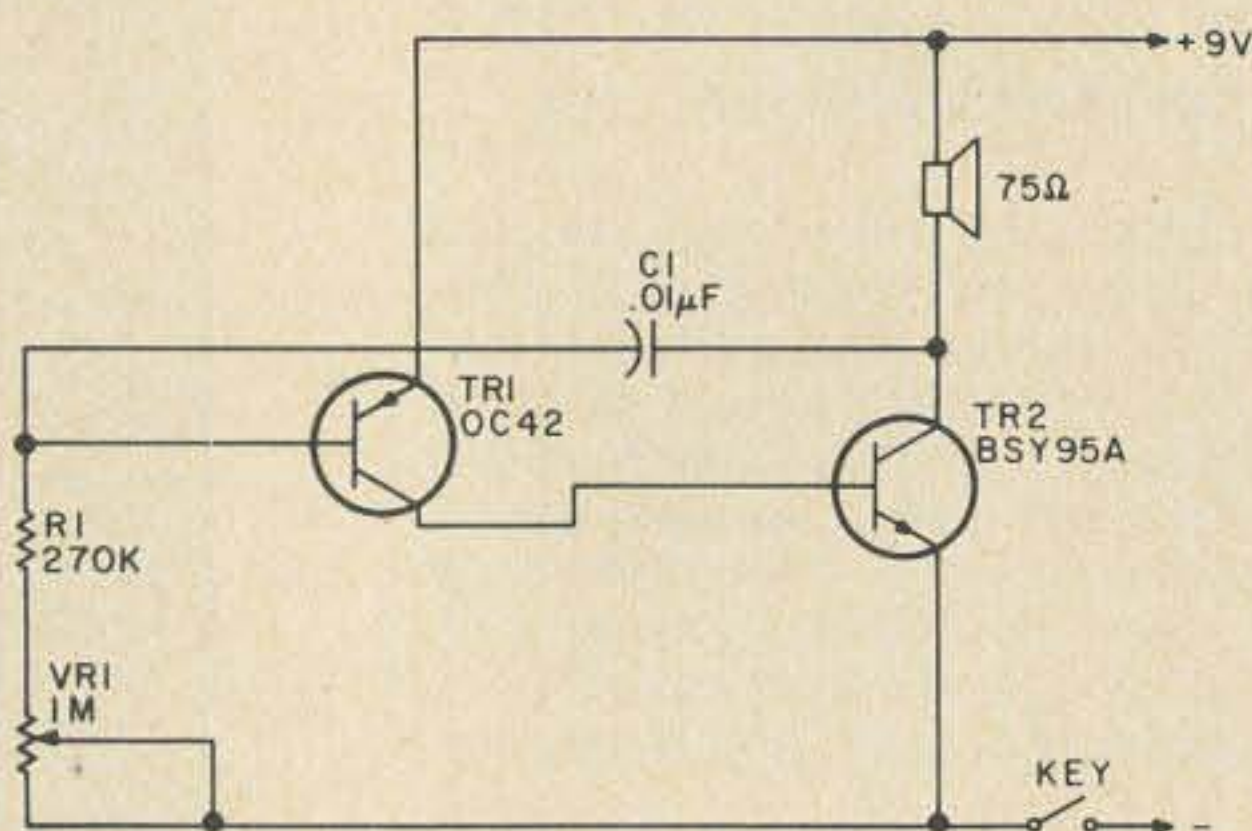 +9V
75Ω
C1
.01μF
TR1
OC42
TR2
BSY95A
R1
270K
VR1
1M
KEY
-